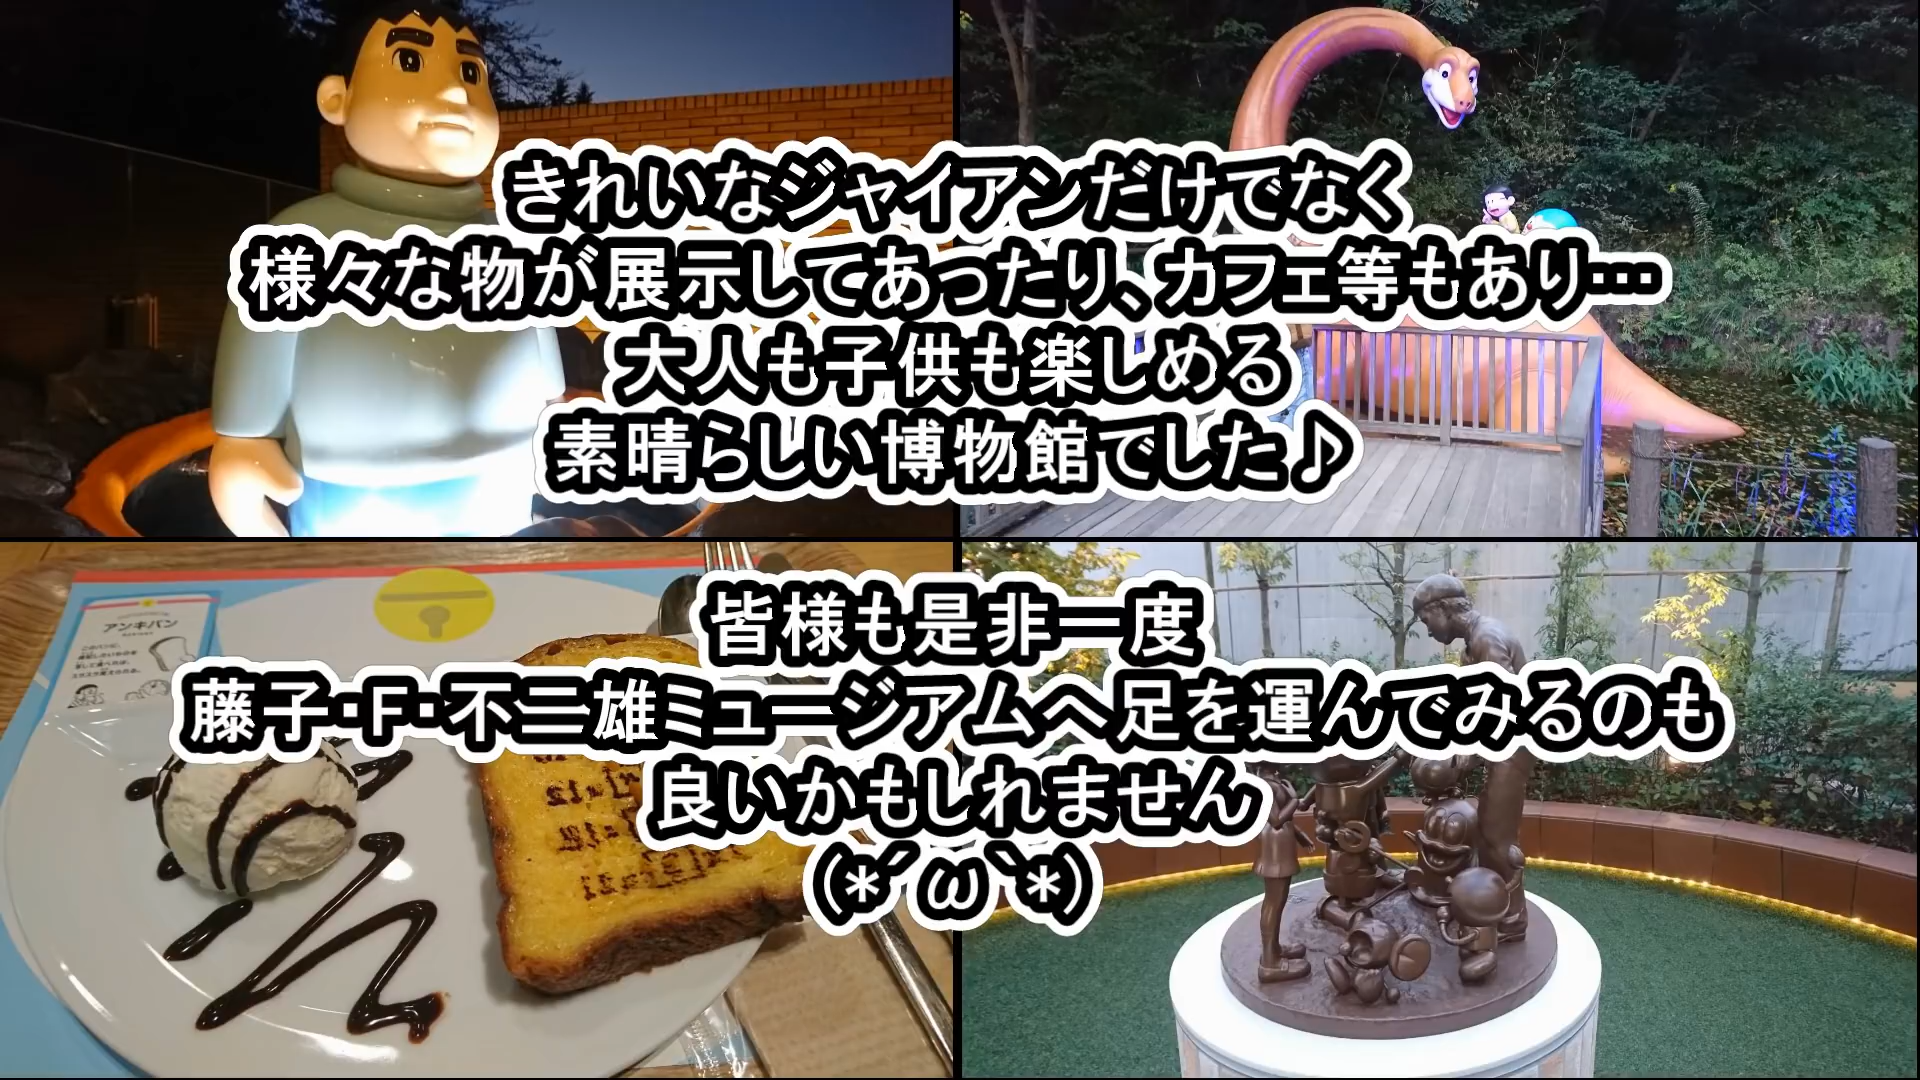 きれいなジャイアンだけでなく
様々な物が展示してあったり、カフェ等もあり…
大人も子供も楽しめる
素晴らしい博物館でした♪
皆様も是非一度
藤子・F・不二雄ミュージアムへ足を運んでみるのも
良いかもしれません
(*´ω`*)
アンキパン